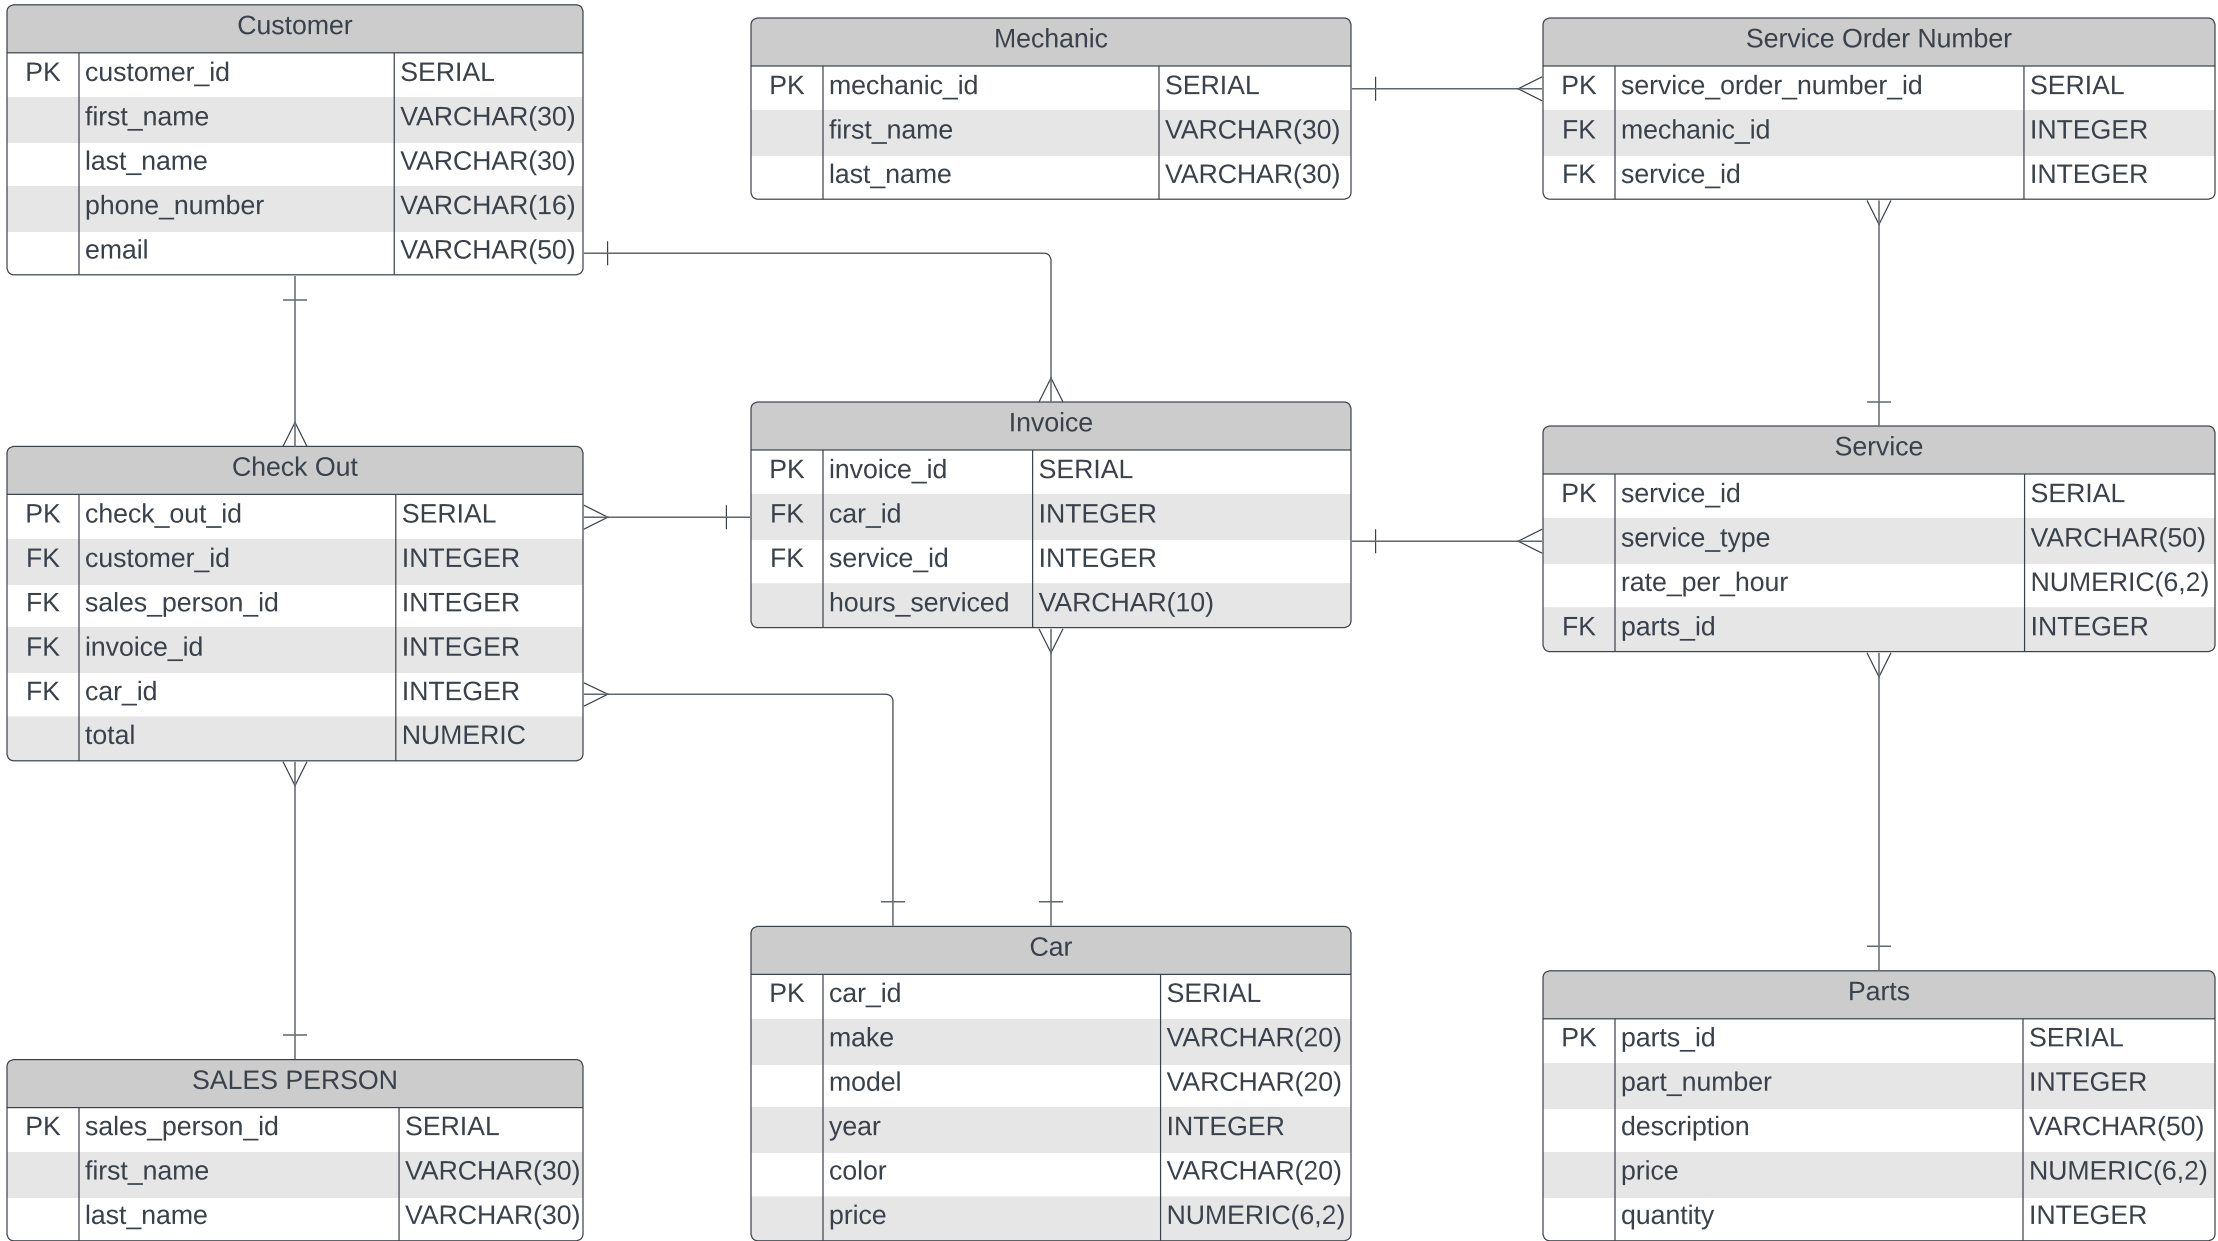 Customer
PK customer_id SERIAL
first_name VARCHAR(30)
last_name VARCHAR(30)
phone_number VARCHAR(16)
email VARCHAR(50)
Mechanic
PK mechanic_id SERIAL
first_name VARCHAR(30)
last_name VARCHAR(30)
Service Order Number
PK service_order_number_id SERIAL
FK mechanic_id INTEGER
FK service_id INTEGER
Check Out
PK check_out_id SERIAL
FK customer_id INTEGER
FK sales_person_id INTEGER
FK invoice_id INTEGER
FK car_id INTEGER
total NUMERIC
Invoice
PK invoice_id SERIAL
FK car_id INTEGER
FK service_id INTEGER
hours_serviced VARCHAR(10)
Service
PK service_id SERIAL
service_type VARCHAR(50)
rate_per_hour NUMERIC(6,2)
FK parts_id INTEGER
SALES PERSON
PK sales_person_id SERIAL
first_name VARCHAR(30)
last_name VARCHAR(30)
Car
PK car_id SERIAL
make VARCHAR(20)
model VARCHAR(20)
year INTEGER
color VARCHAR(20)
price NUMERIC(6,2)
Parts
PK parts_id SERIAL
part_number INTEGER
description VARCHAR(50)
price NUMERIC(6,2)
quantity INTEGER